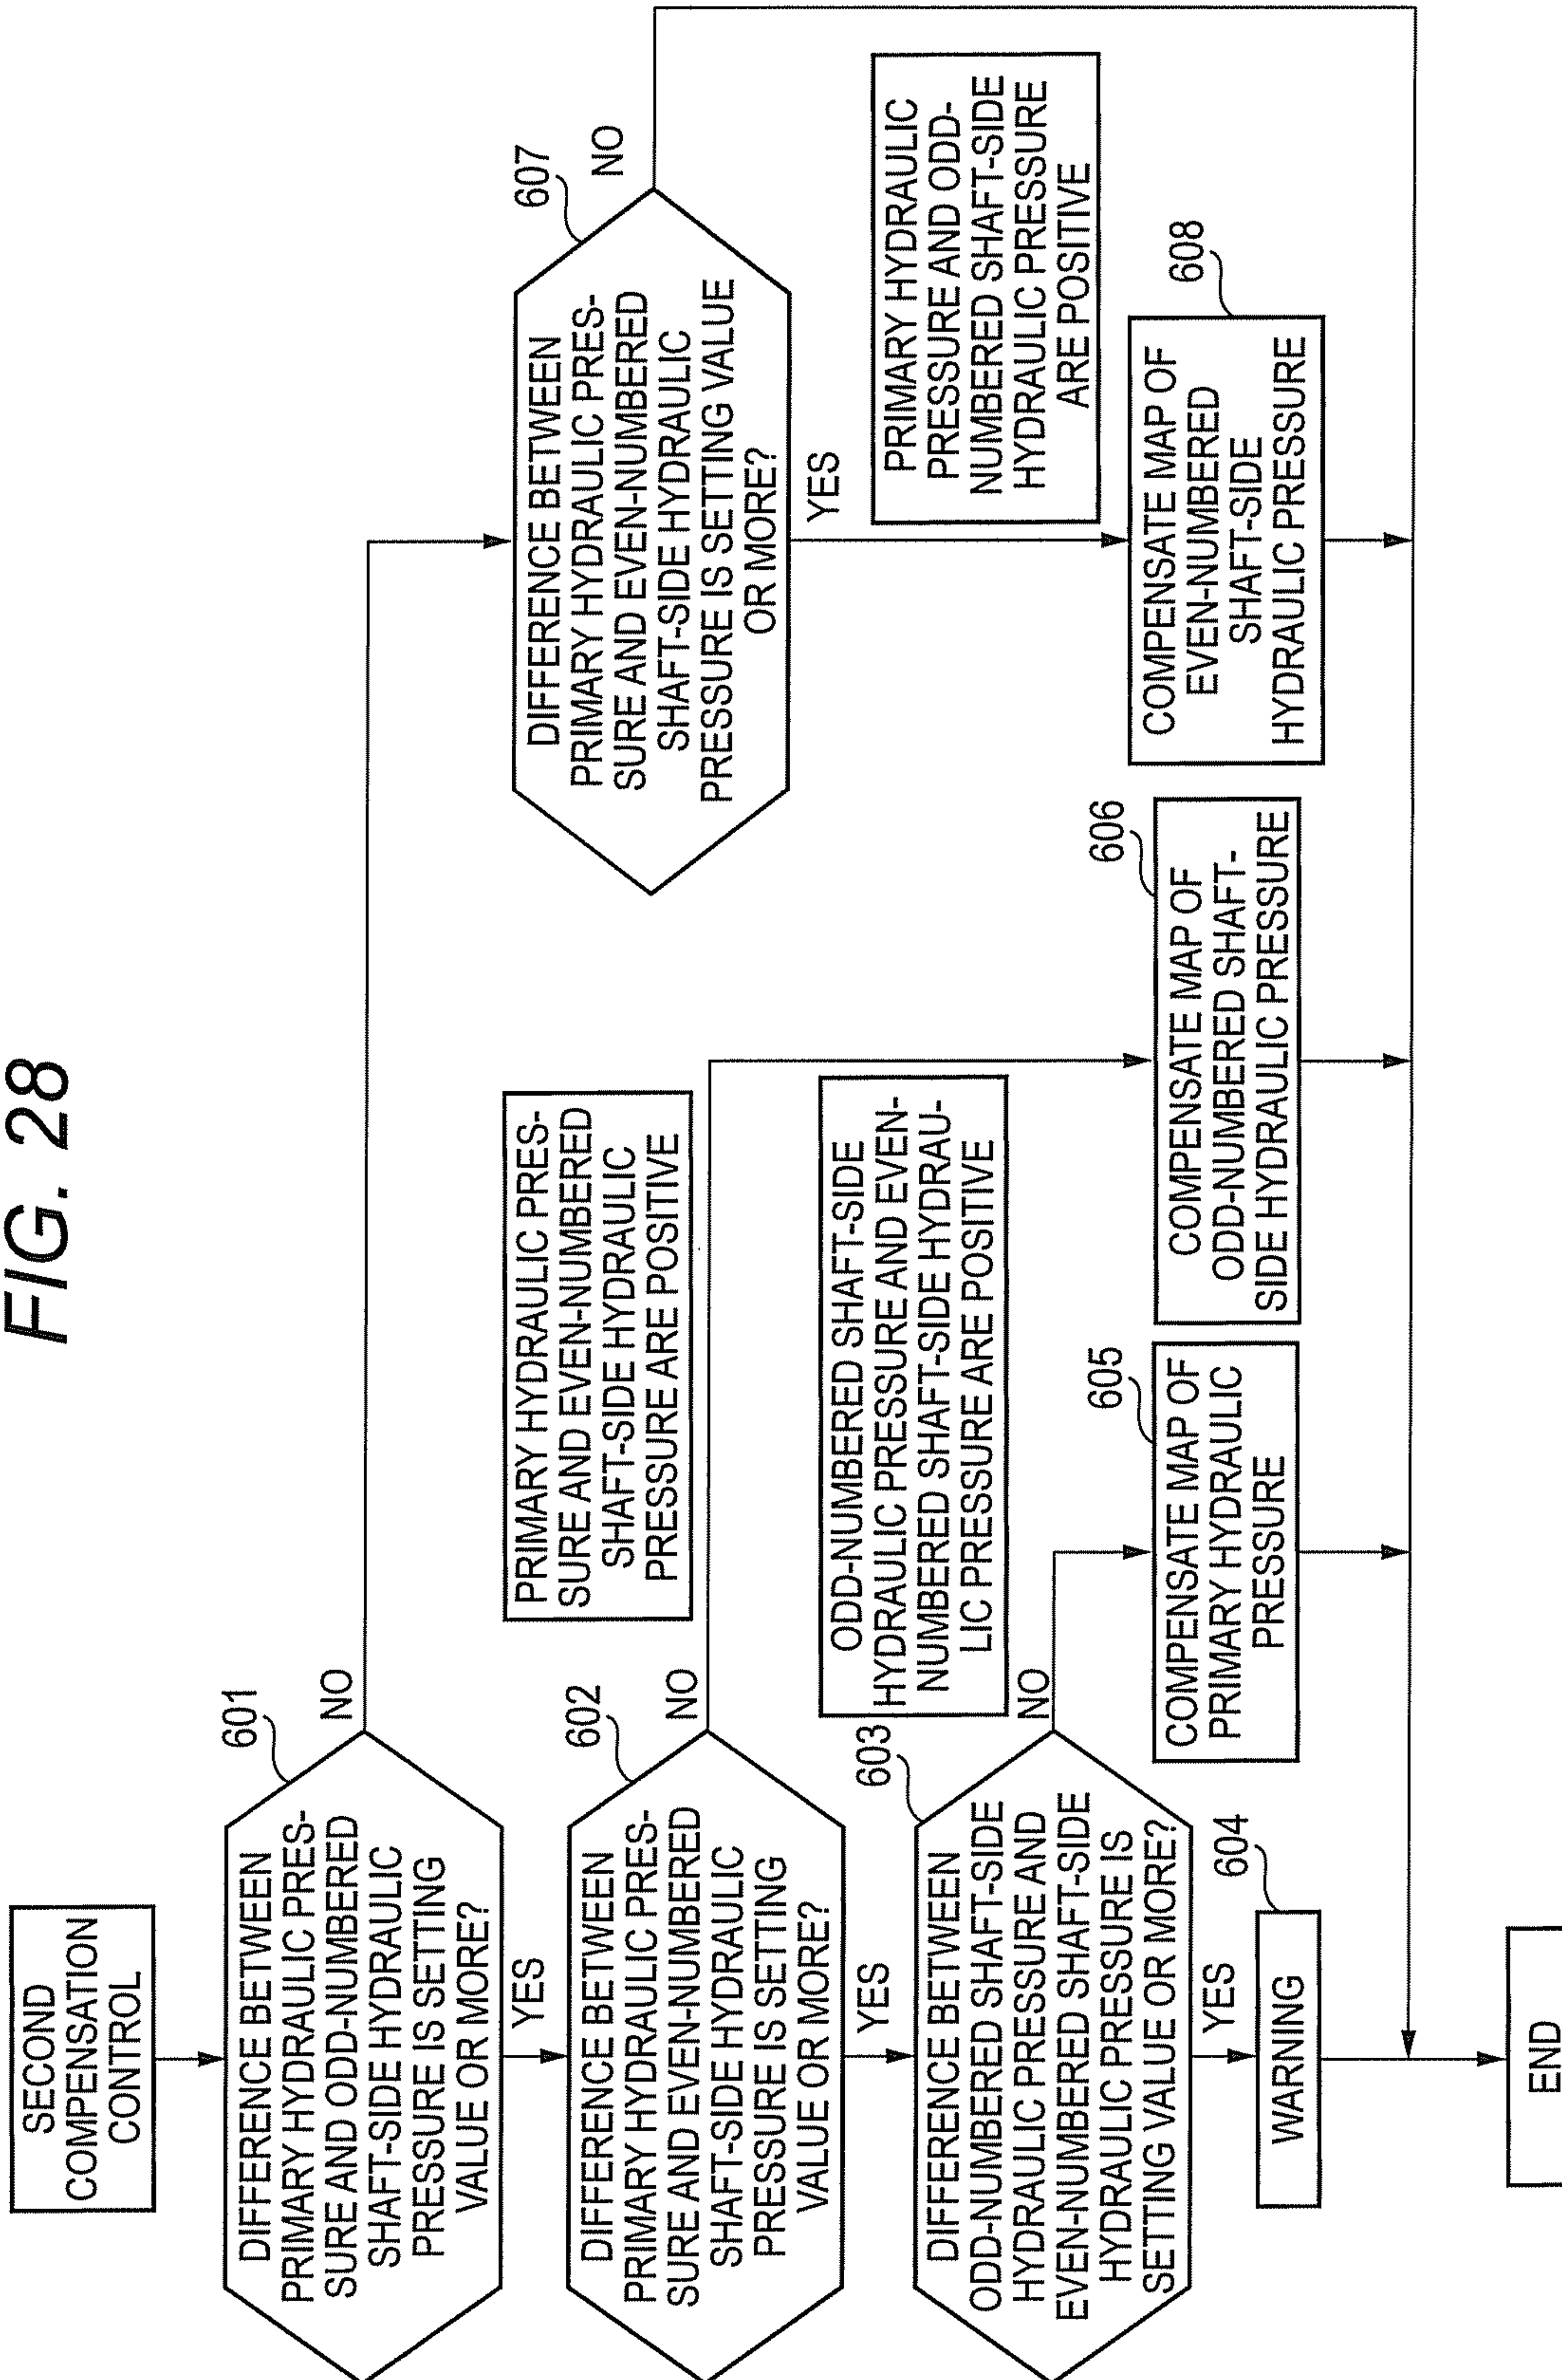 FIG. 28
SECOND
COMPENSATION
CONTROL
601
DIFFERENCE BETWEEN
PRIMARY HYDRAULIC PRES-
SURE AND ODD-NUMBERED
SHAFT-SIDE HYDRAULIC
PRESSURE IS SETTING
VALUE OR MORE?
NO
YES
602
DIFFERENCE BETWEEN
PRIMARY HYDRAULIC PRES-
SURE AND EVEN-NUMBERED
SHAFT-SIDE HYDRAULIC
PRESSURE IS SETTING
VALUE OR MORE?
NO
PRIMARY HYDRAULIC PRES-
SURE AND EVEN-NUMBERED
SHAFT-SIDE HYDRAULIC
PRESSURE ARE POSITIVE
YES
603
DIFFERENCE BETWEEN
ODD-NUMBERED SHAFT-SIDE
HYDRAULIC PRESSURE AND
EVEN-NUMBERED SHAFT-SIDE
HYDRAULIC PRESSURE IS
SETTING VALUE OR MORE?
NO
ODD-NUMBERED SHAFT-SIDE
HYDRAULIC PRESSURE AND EVEN-
NUMBERED SHAFT-SIDE HYDRAU-
LIC PRESSURE ARE POSITIVE
YES
604
WARNING
605
COMPENSATE MAP OF
PRIMARY HYDRAULIC
PRESSURE
606
COMPENSATE MAP OF
ODD-NUMBERED SHAFT-
SIDE HYDRAULIC PRESSURE
607
DIFFERENCE BETWEEN
PRIMARY HYDRAULIC PRES-
SURE AND EVEN-NUMBERED
SHAFT-SIDE HYDRAULIC
PRESSURE IS SETTING VALUE
OR MORE?
NO
YES
PRIMARY HYDRAULIC
PRESSURE AND ODD-
NUMBERED SHAFT-SIDE
HYDRAULIC PRESSURE
ARE POSITIVE
608
COMPENSATE MAP OF
EVEN-NUMBERED
SHAFT-SIDE
HYDRAULIC PRESSURE
END